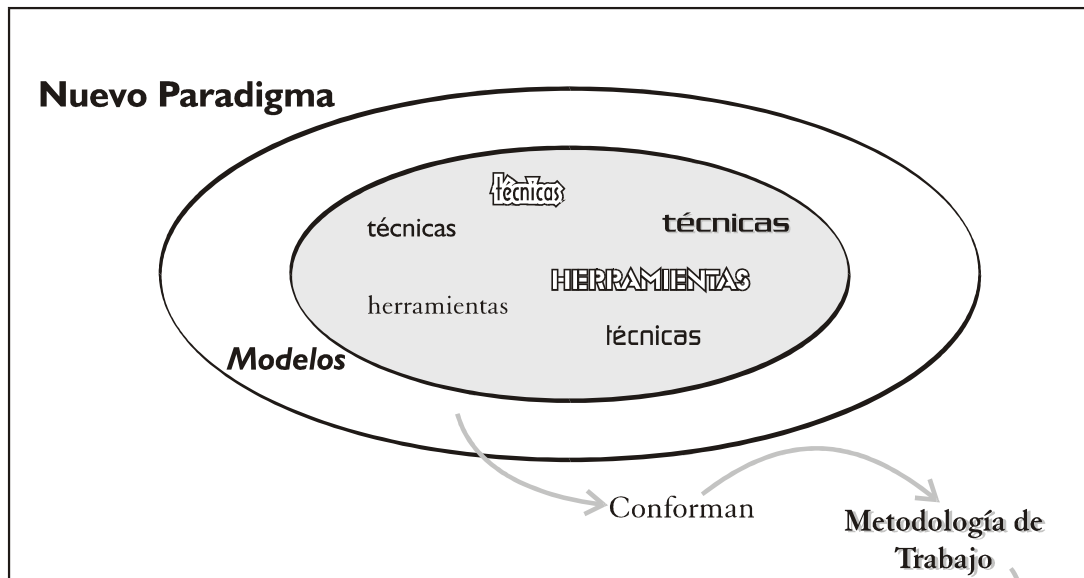 Nuevo Paradigma
técnicas
técnicas
técnicas
HERRAMIENTAS
herramientas
técnicas
Modelos
Conforman
Metodología de
Trabajo